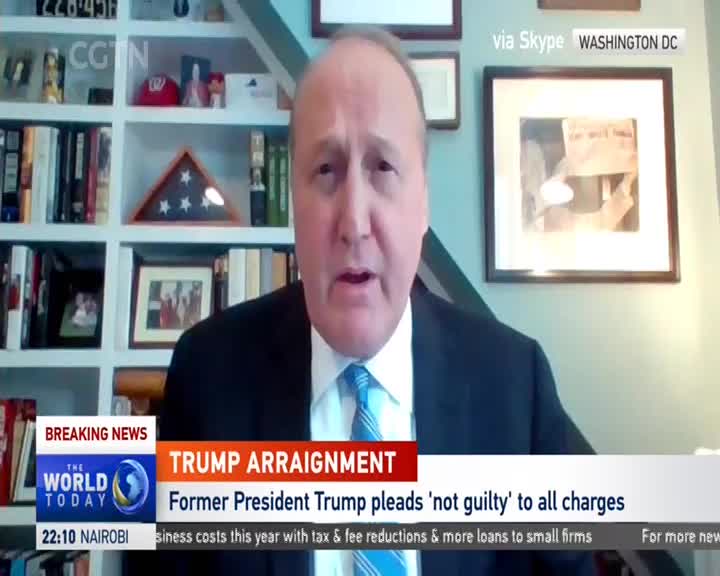 CGTN
via Skype
WASHINGTON DC
BREAKING NEWS
TRUMP ARRAIGNMENT
THE
WORLD
TODAY
Former President Trump pleads 'not guilty' to all charges
22:10 NAIROBI
siness costs this year with tax & fee reductions & more loans to small firms For more new